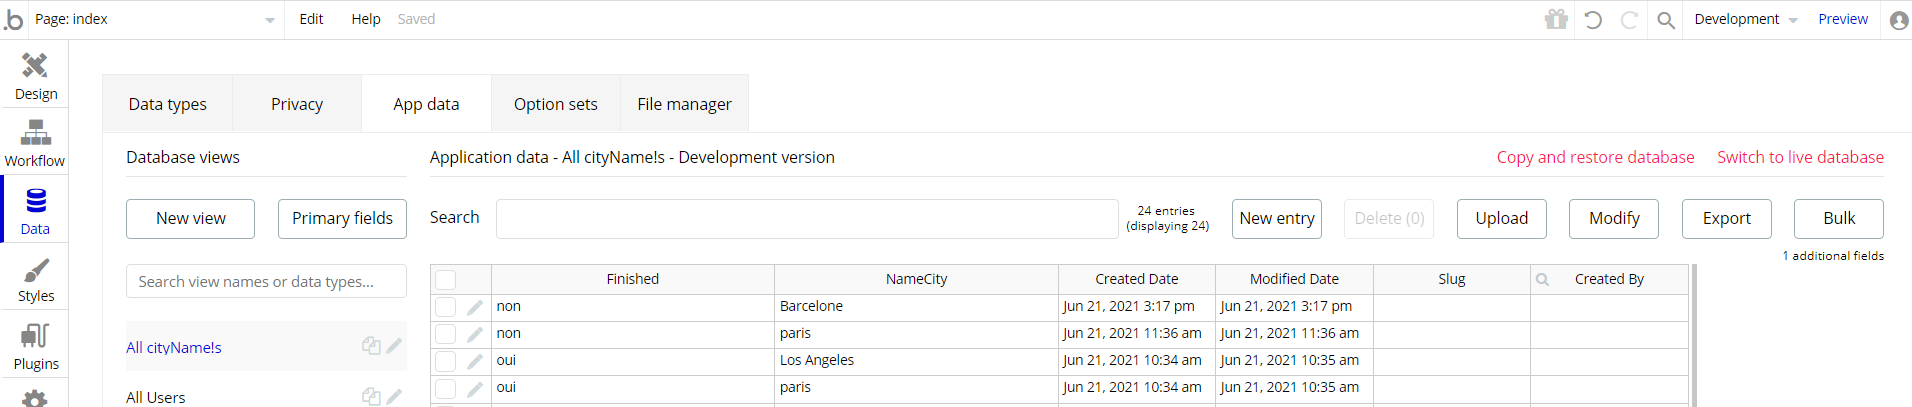 .b Page: index Edit Help Saved Development Preview
Design
Workflow
Data
Styles
Plugins
Data types Privacy App data Option sets File manager
Database views
New view Primary fields
Search view names or data types...
All cityName!s
All Users
Application data - All cityName!s - Development version Copy and restore database Switch to live database
Search 24 entries
(displaying 24)
New entry Delete (0) Upload Modify Export Bulk
1 additional fields
Finished NameCity Created Date Modified Date Slug Created By
non Barcelone Jun 21, 2021 3:17 pm Jun 21, 2021 3:17 pm
non paris Jun 21, 2021 11:36 am Jun 21, 2021 11:36 am
oui Los Angeles Jun 21, 2021 10:34 am Jun 21, 2021 10:35 am
oui paris Jun 21, 2021 10:34 am Jun 21, 2021 10:35 am